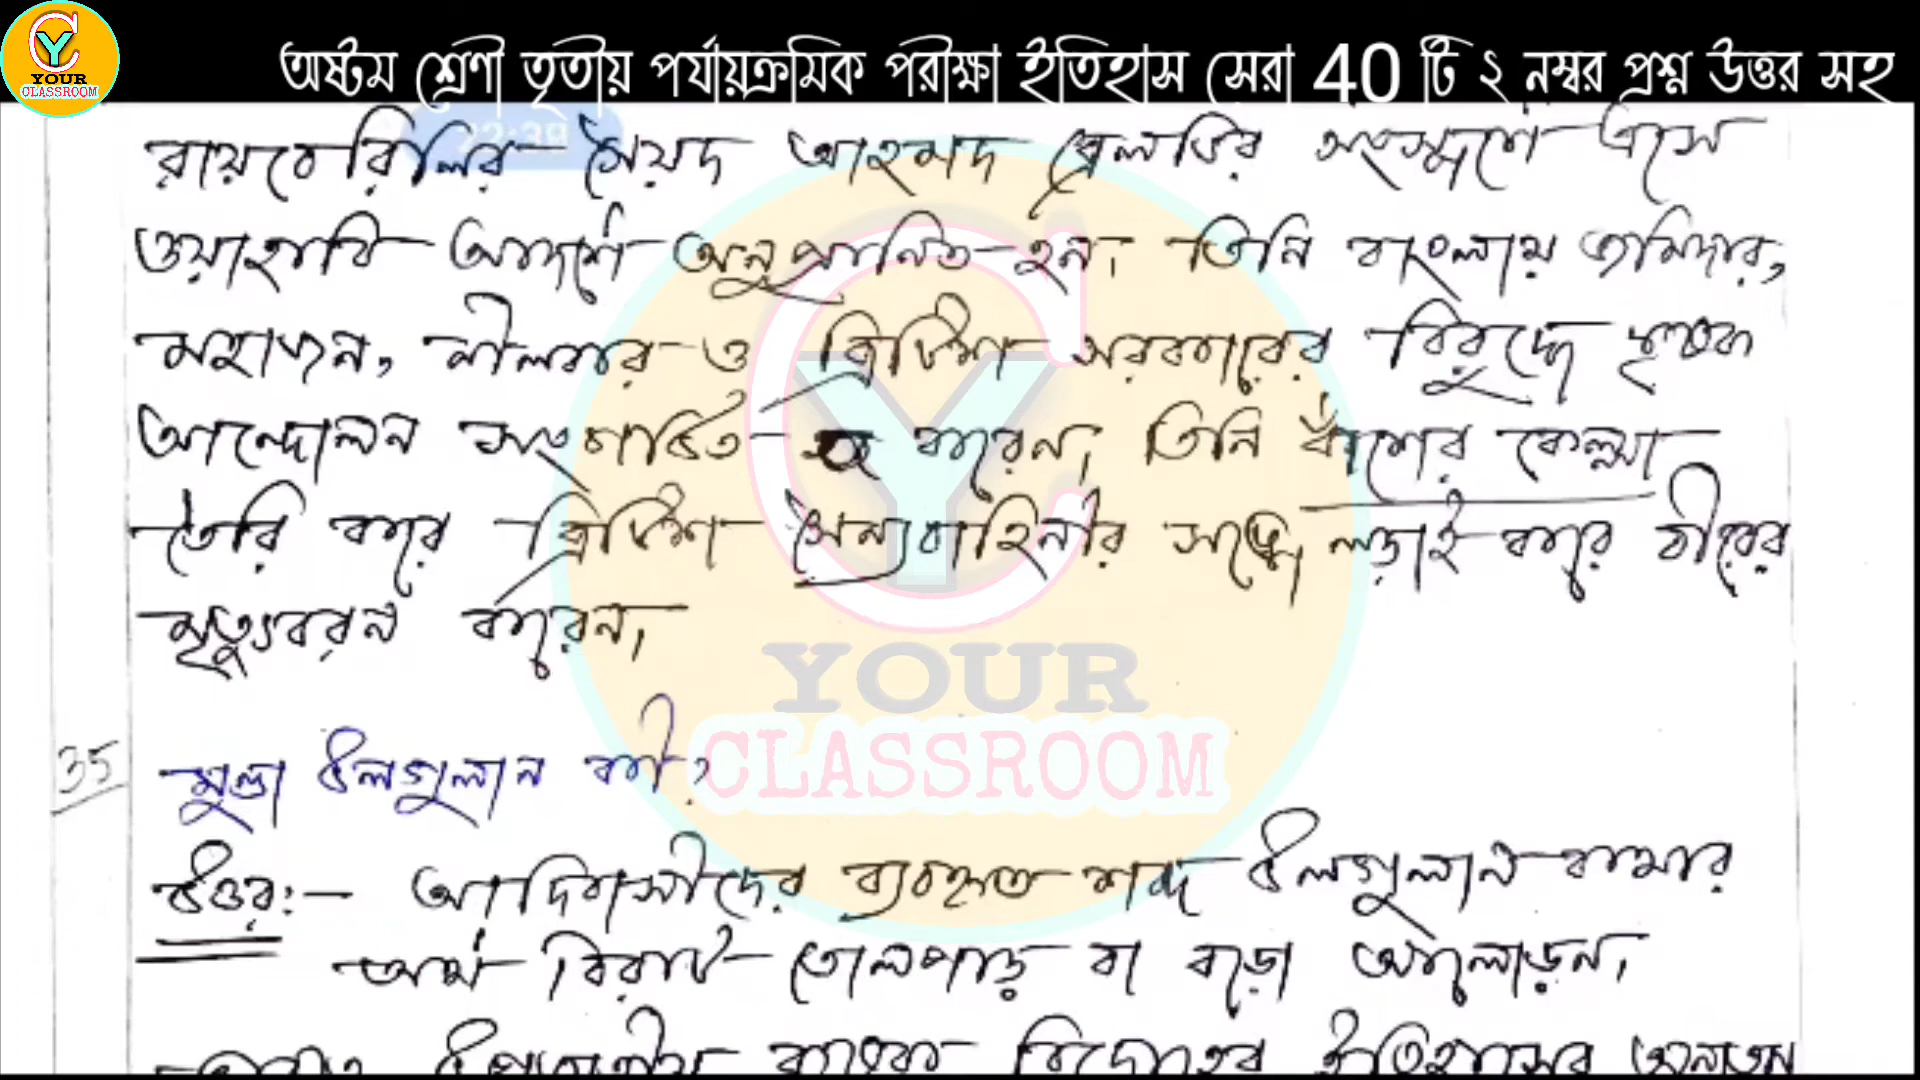 YOUR
CLASSROOM
অষ্টম শ্রেণী তৃতীয় পর্যায়ক্রমিক পরীক্ষা ইতিহাস সেরা 40 টি ২ নম্বর প্রশ্ন উত্তর সহ
রায়বেরিলির সৈয়দ আহমদ ব্রেলভির সংস্পর্শে এসে
ওয়াহাবি আদর্শে অনুপ্রানিত হন। তিনি বাংলায় জমিদার,
মহাজন, নীলকর ও ব্রিটিশ সরকারের বিরুদ্ধে কৃষক
আন্দোলন সংগঠিত করেন। তিনি বাঁশের কেল্লা
তৈরি করে ব্রিটিশ সৈন্যবাহিনীর সঙ্গে লড়াই করে বীরের
মৃত্যুবরন করেন।
YOUR
CLASSROOM
35 মুন্ডা উলগুলান কী?
উত্তর:- আদিবাসীদের ব্যবহৃত শব্দ উলগুলান কথার
অর্থ বিরাট তোলপাড় বা বড়ো আলোড়ন।